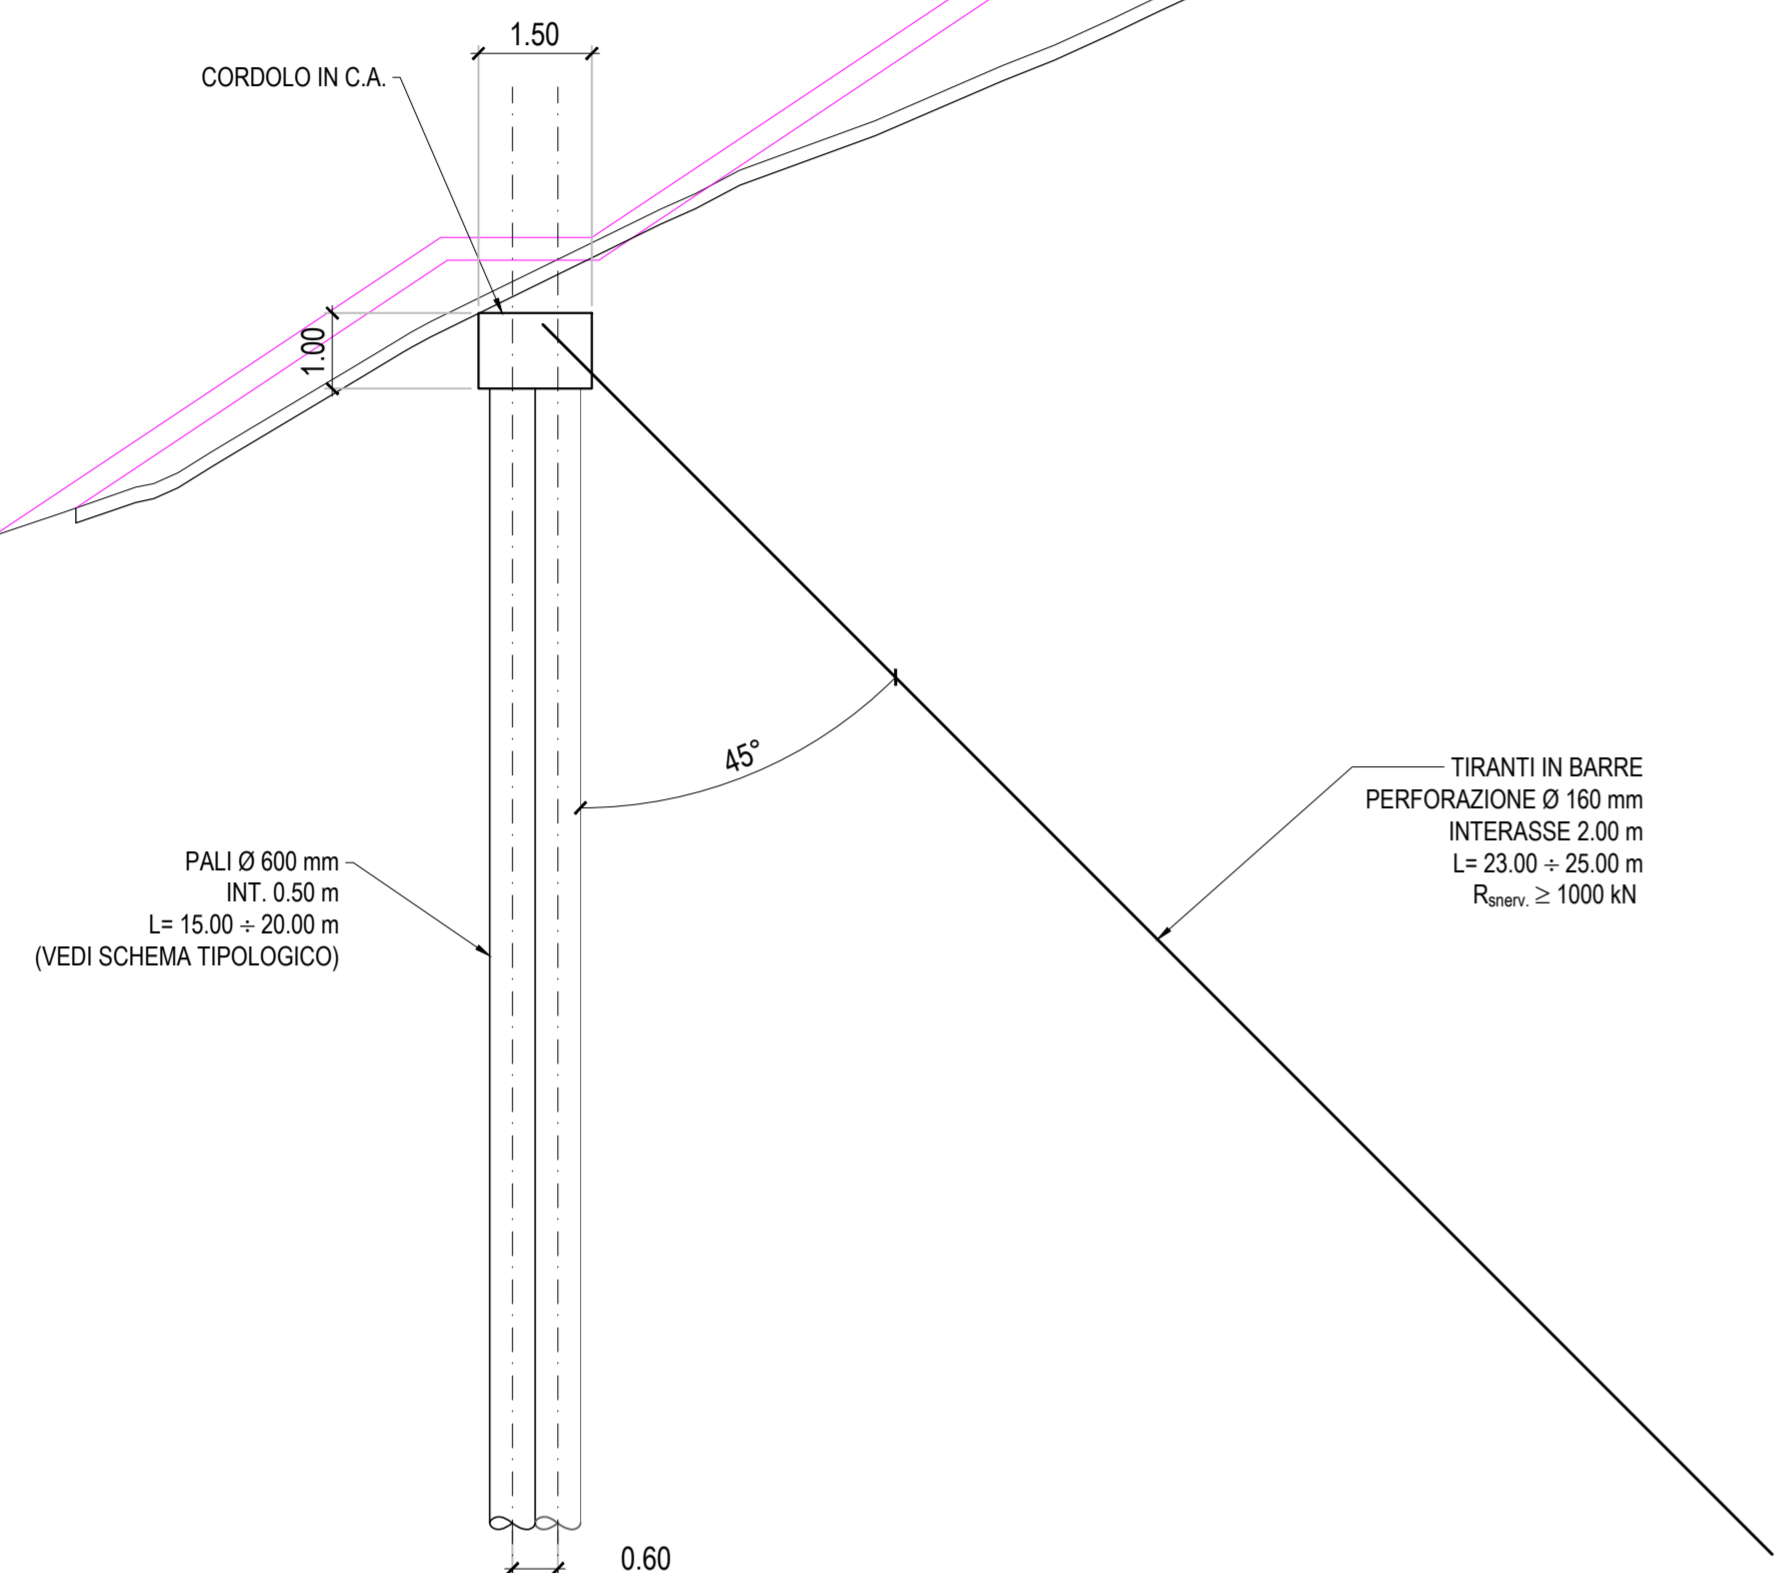 1.50
CORDOLO IN C.A.
1.00
45°
TIRANTI IN BARRE
PERFORAZIONE Ø 160 mm
INTERASSE 2.00 m
L= 23.00 ÷ 25.00 m
Rsnerv. ≥ 1000 kN
PALI Ø 600 mm
INT. 0.50 m
L= 15.00 ÷ 20.00 m
(VEDI SCHEMA TIPOLOGICO)
0.60